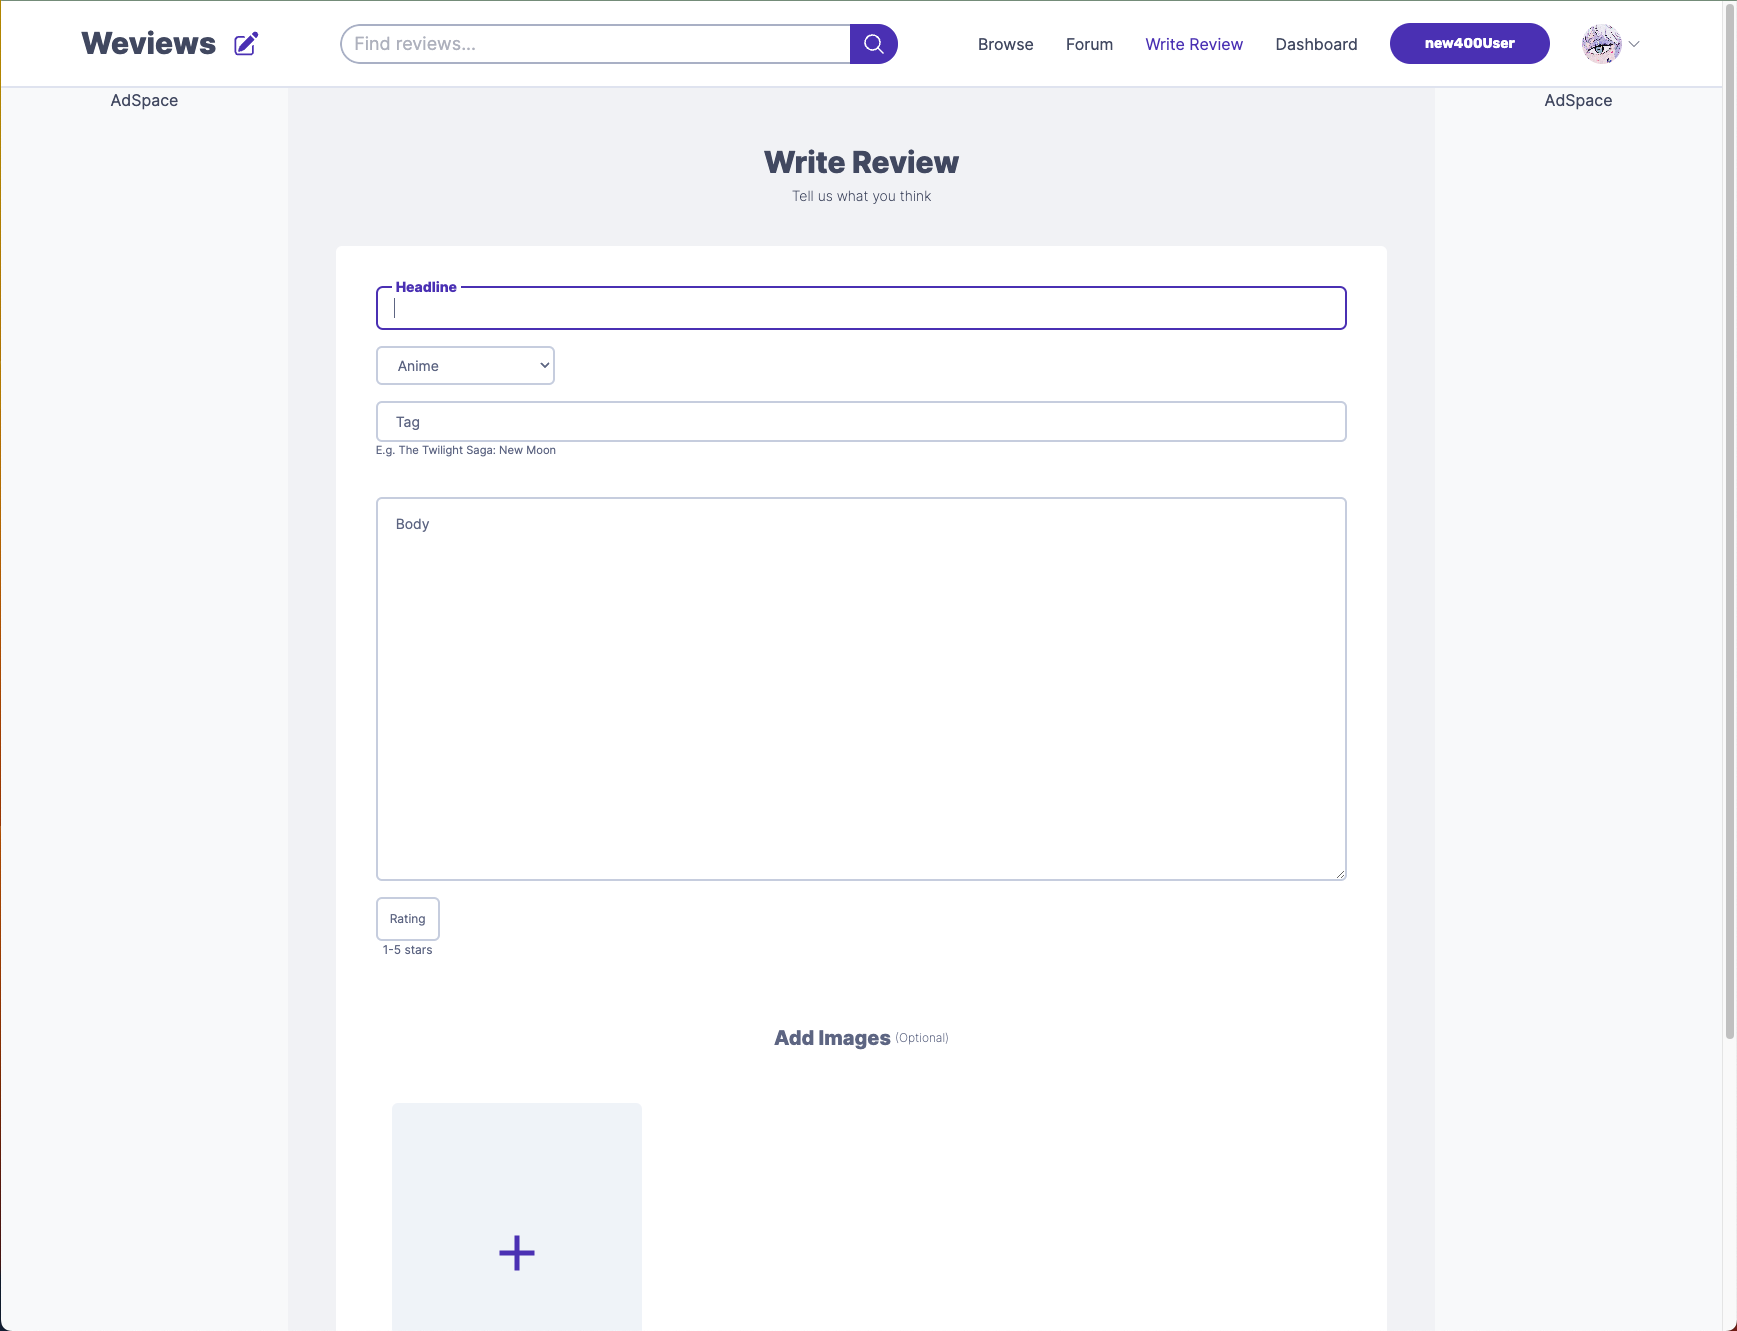 Weviews
Find reviews...
Browse
Forum
Write Review
Dashboard
new400User
AdSpace
AdSpace
Write Review
Tell us what you think
Headline
Anime
Tag
E.g. The Twilight Saga: New Moon
Body
Rating
1-5 stars
Add Images (Optional)